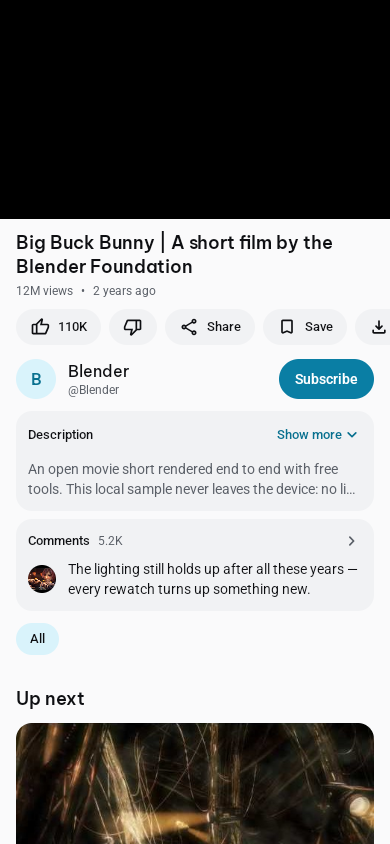 Big Buck Bunny | A short film by the
Blender Foundation
12M views • 2 years ago
110K
Share
Save
B
Blender
@Blender
Subscribe
Description
Show more
An open movie short rendered end to end with free
tools. This local sample never leaves the device: no li…
Comments 5.2K
The lighting still holds up after all these years —
every rewatch turns up something new.
All
Up next